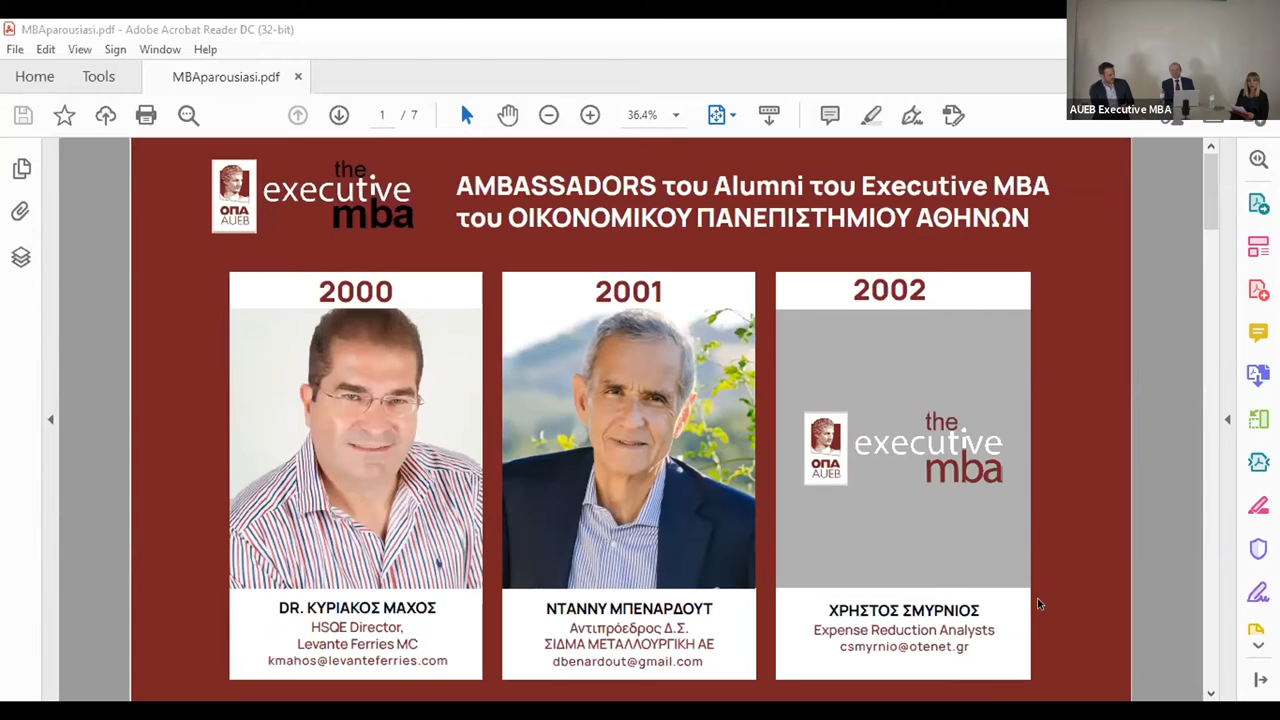 MBAparousiasi.pdf - Adobe Acrobat Reader DC (32-bit)
File Edit View Sign Window Help
Home Tools MBAparousiasi.pdf ×
1 / 7 36.4%
AUEB Executive MBA
ΟΠΑ
AUEB
the
executive
mba
AMBASSADORS του Alumni του Executive MBA
του ΟΙΚΟΝΟΜΙΚΟΥ ΠΑΝΕΠΙΣΤΗΜΙΟΥ ΑΘΗΝΩΝ
2000
DR. ΚΥΡΙΑΚΟΣ ΜΑΧΟΣ
HSQE Director,
Levante Ferries MC
kmahos@levanteferries.com
2001
ΝΤΑΝΝΥ ΜΠΕΝΑΡΔΟΥΤ
Αντιπρόεδρος Δ.Σ.
ΣΙΔΜΑ ΜΕΤΑΛΛΟΥΡΓΙΚΗ ΑΕ
dbenardout@gmail.com
2002
ΟΠΑ
AUEB
the
executive
mba
ΧΡΗΣΤΟΣ ΣΜΥΡΝΙΟΣ
Expense Reduction Analysts
csmyrnio@otenet.gr